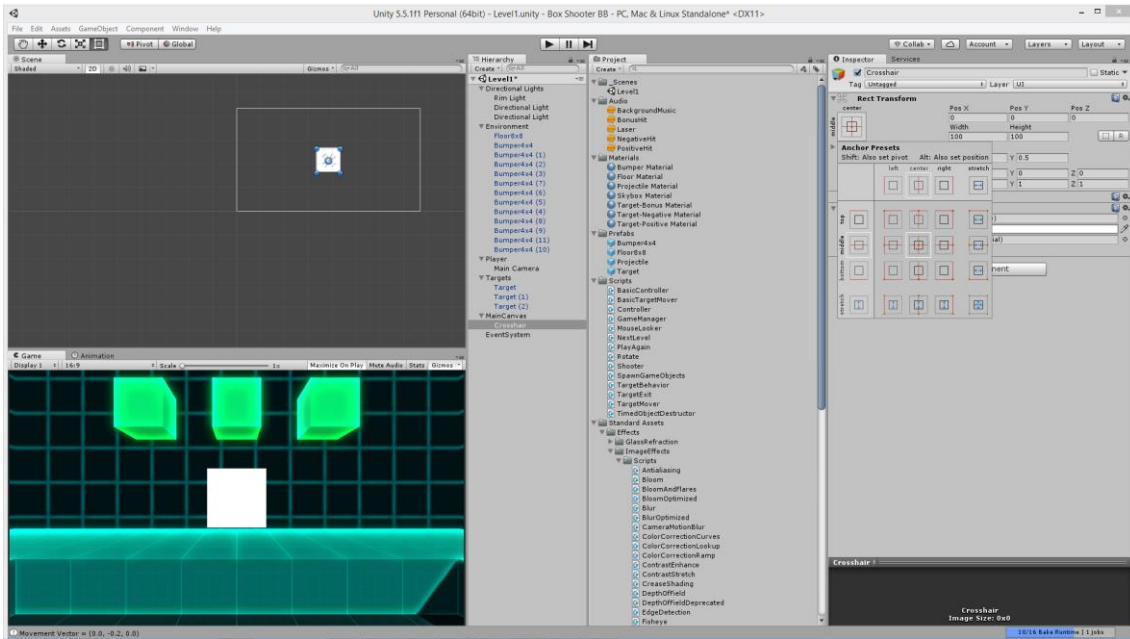 Unity 5.5.1f1 Personal (64bit) - Level1.unity - Box Shooter BB - PC, Mac & Linux Standalone* <DX11>
File Edit Assets GameObject Component Window Help
Pivot Global
Collab Account Layers Layout
Scene
Shaded 2D Gizmos All
Hierarchy
Create All
Level1*
Directional Lights
Rim Light
Directional Light
Directional Light
Environment
Floor8x8
Bumper4x4
Bumper4x4 (1)
Bumper4x4 (2)
Bumper4x4 (3)
Bumper4x4 (7)
Bumper4x4 (6)
Bumper4x4 (5)
Bumper4x4 (4)
Bumper4x4 (8)
Bumper4x4 (9)
Bumper4x4 (11)
Bumper4x4 (10)
Player
Main Camera
Targets
Target
Target (1)
Target (2)
MainCanvas
Crosshair
EventSystem
Project
Create
_Scenes
Level1
Audio
BackgroundMusic
BonusHit
Laser
NegativeHit
PositiveHit
Materials
Bumper Material
Floor Material
Projectile Material
Skybox Material
Target-Bonus Material
Target-Negative Material
Target-Positive Material
Prefabs
Bumper4x4
Floor8x8
Projectile
Target
Scripts
BasicController
BasicTargetMover
Controller
GameManager
MouseLooker
NextLevel
PlayAgain
Rotate
Shooter
SpawnGameObjects
TargetBehavior
TargetExit
TargetMover
TimedObjectDestructor
Standard Assets
Effects
GlassRefraction
ImageEffects
Scripts
Antialiasing
Bloom
BloomAndFlares
BloomOptimized
Blur
BlurOptimized
CameraMotionBlur
ColorCorrectionCurves
ColorCorrectionLookup
ColorCorrectionRamp
ContrastEnhance
ContrastStretch
CreaseShading
DepthOfField
DepthOfFieldDeprecated
EdgeDetection
Fisheye
Inspector Services
Crosshair Static
Tag Untagged Layer UI
Rect Transform
center Pos X Pos Y Pos Z
middle 0 0 0
Width Height
100 100
R
Anchor Presets
Shift: Also set pivot Alt: Also set position Y 0.5
left center right stretch Y 0 Z 0
Y 1 Z 1
top
middle
ial)
bottom
nent
stretch
Game Animation
Display 1 16:9 Scale 1x Maximize On Play Mute Audio Stats Gizmos
Crosshair
Crosshair
Image Size: 0x0
Movement Vector = (0.0, -0.2, 0.0)
10/16 Bake Runtime | 1 jobs